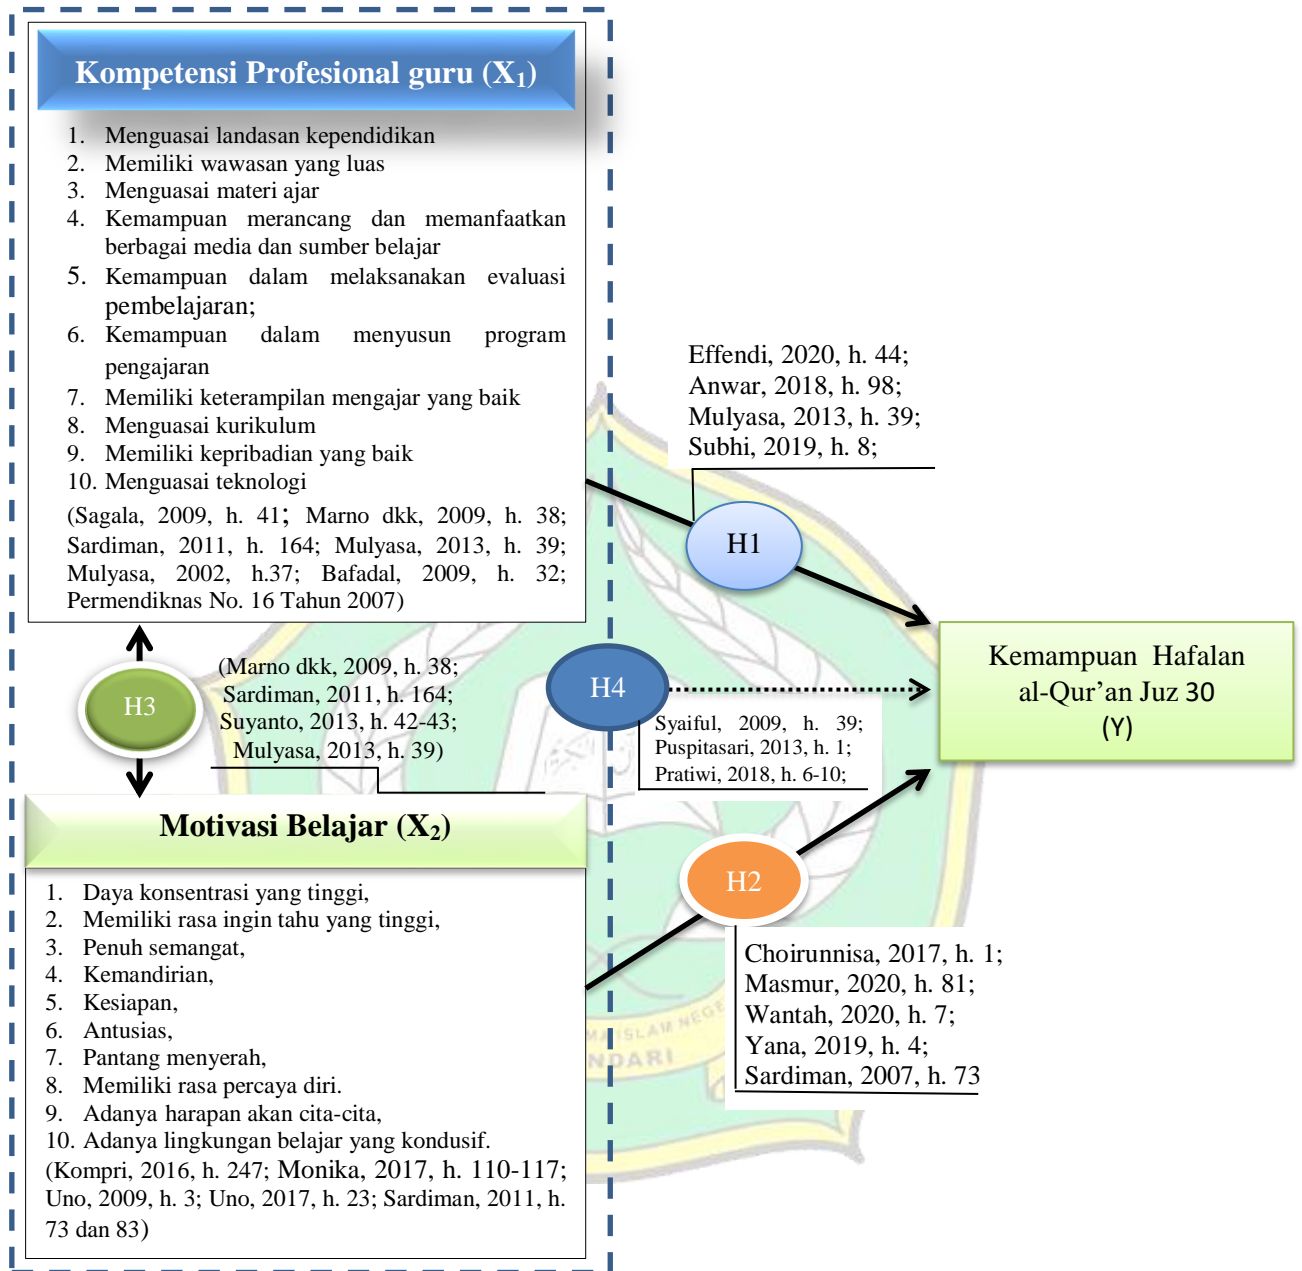 Kompetensi Profesional guru (X1)
1. Menguasai landasan kependidikan
2. Memiliki wawasan yang luas
3. Menguasai materi ajar
4. Kemampuan merancang dan memanfaatkan
berbagai media dan sumber belajar
5. Kemampuan dalam melaksanakan evaluasi
pembelajaran;
6. Kemampuan dalam menyusun program
pengajaran
7. Memiliki keterampilan mengajar yang baik
8. Menguasai kurikulum
9. Memiliki kepribadian yang baik
10. Menguasai teknologi
(Sagala, 2009, h. 41; Marno dkk, 2009, h. 38;
Sardiman, 2011, h. 164; Mulyasa, 2013, h. 39;
Mulyasa, 2002, h.37; Bafadal, 2009, h. 32;
Permendiknas No. 16 Tahun 2007)
Effendi, 2020, h. 44;
Anwar, 2018, h. 98;
Mulyasa, 2013, h. 39;
Subhi, 2019, h. 8;
H1
H3
(Marno dkk, 2009, h. 38;
Sardiman, 2011, h. 164;
Suyanto, 2013, h. 42-43;
Mulyasa, 2013, h. 39)
H4
Syaiful, 2009, h. 39;
Puspitasari, 2013, h. 1;
Pratiwi, 2018, h. 6-10;
Kemampuan Hafalan
al-Qur’an Juz 30
(Y)
Motivasi Belajar (X2)
1. Daya konsentrasi yang tinggi,
2. Memiliki rasa ingin tahu yang tinggi,
3. Penuh semangat,
4. Kemandirian,
5. Kesiapan,
6. Antusias,
7. Pantang menyerah,
8. Memiliki rasa percaya diri.
9. Adanya harapan akan cita-cita,
10. Adanya lingkungan belajar yang kondusif.
(Kompri, 2016, h. 247; Monika, 2017, h. 110-117;
Uno, 2009, h. 3; Uno, 2017, h. 23; Sardiman, 2011, h.
73 dan 83)
H2
Choirunnisa, 2017, h. 1;
Masmur, 2020, h. 81;
Wantah, 2020, h. 7;
Yana, 2019, h. 4;
Sardiman, 2007, h. 73
ISLAM NEGE
NDARI